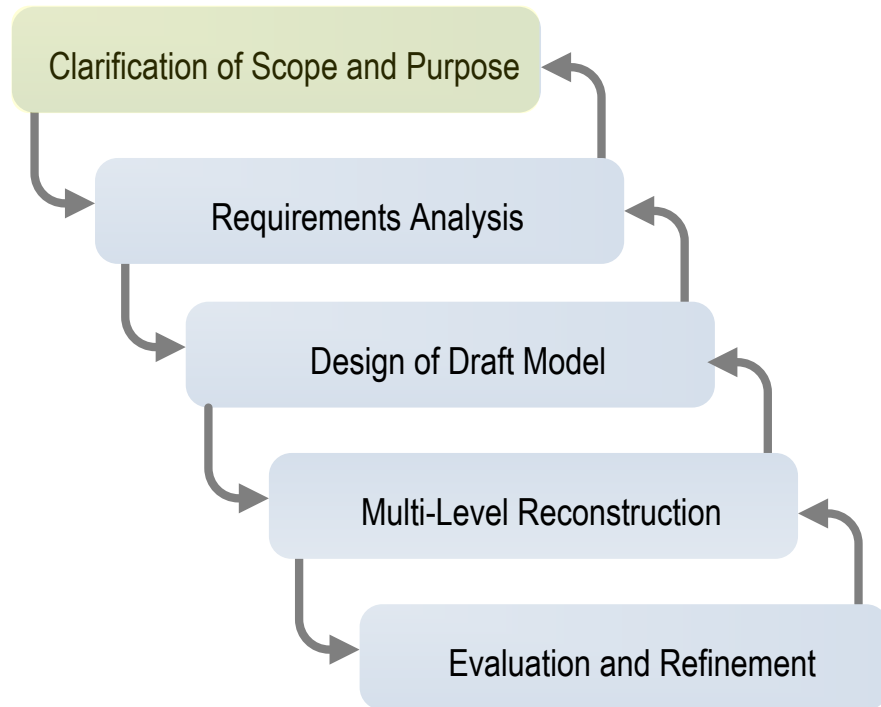 Clarification of Scope and Purpose
Requirements Analysis
Design of Draft Model
Multi-Level Reconstruction
Evaluation and Refinement